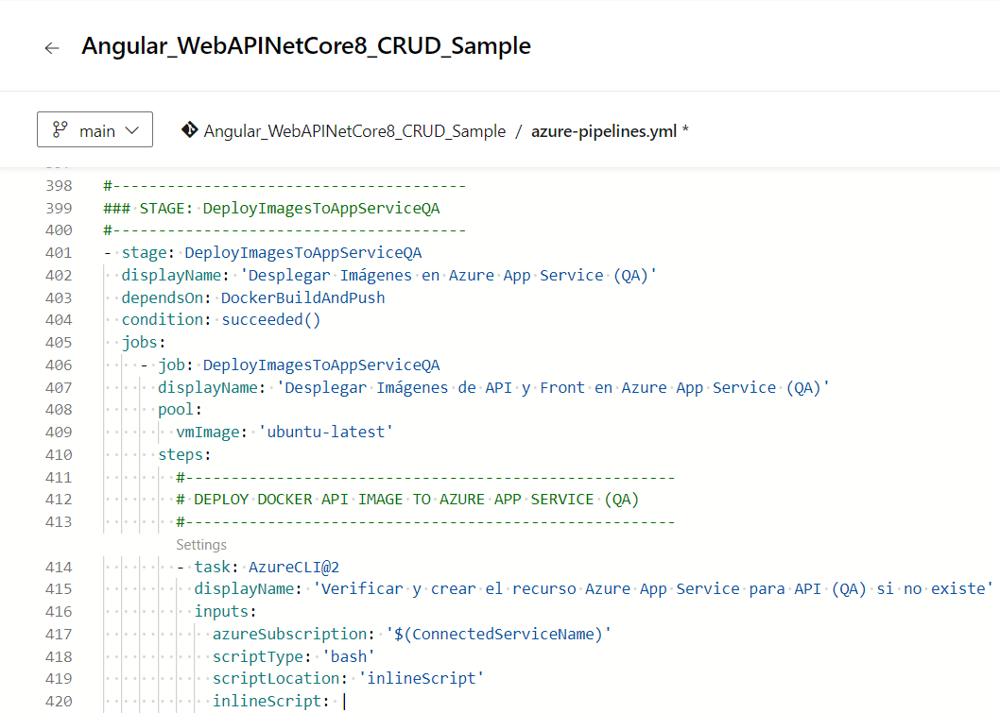 Angular_WebAPINetCore8_CRUD_Sample
main Angular_WebAPINetCore8_CRUD_Sample / azure-pipelines.yml *
398 #---------------------------------------
399 ### STAGE: DeployImagesToAppServiceQA
400 #---------------------------------------
401 - stage: DeployImagesToAppServiceQA
402 displayName: 'Desplegar Imágenes en Azure App Service (QA)'
403 dependsOn: DockerBuildAndPush
404 condition: succeeded()
405 jobs:
406 - job: DeployImagesToAppServiceQA
407 displayName: 'Desplegar Imágenes de API y Front en Azure App Service (QA)'
408 pool:
409 vmImage: 'ubuntu-latest'
410 steps:
411 #------------------------------------------------------
412 # DEPLOY DOCKER API IMAGE TO AZURE APP SERVICE (QA)
413 #------------------------------------------------------
Settings
414 - task: AzureCLI@2
415 displayName: 'Verificar y crear el recurso Azure App Service para API (QA) si no existe'
416 inputs:
417 azureSubscription: '$(ConnectedServiceName)'
418 scriptType: 'bash'
419 scriptLocation: 'inlineScript'
420 inlineScript: |